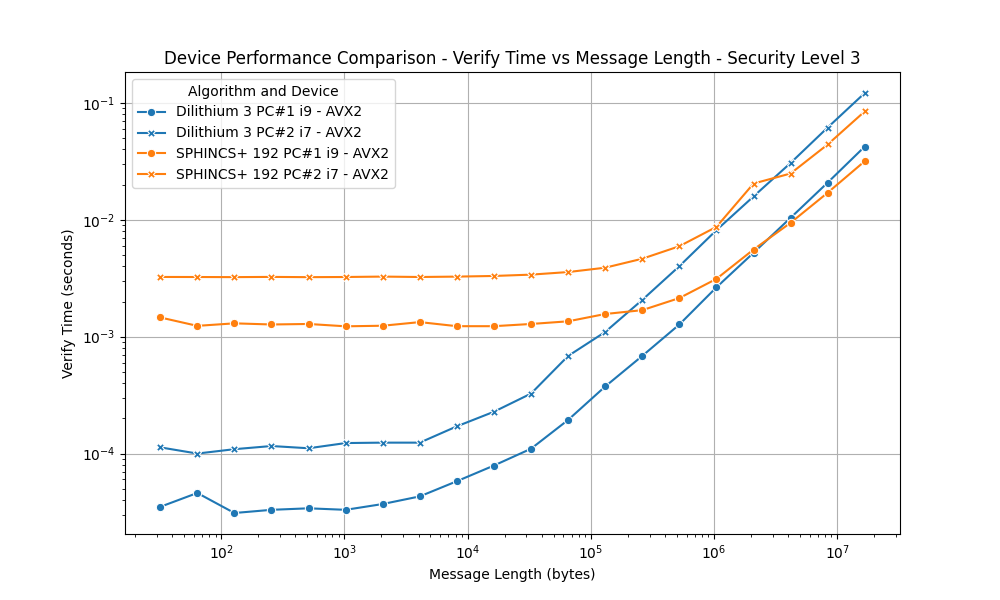 Device Performance Comparison - Verify Time vs Message Length - Security Level 3
Algorithm and Device
Dilithium 3 PC#1 i9 - AVX2
Dilithium 3 PC#2 i7 - AVX2
SPHINCS+ 192 PC#1 i9 - AVX2
SPHINCS+ 192 PC#2 i7 - AVX2
Verify Time (seconds)
10⁻¹
10⁻²
10⁻³
10⁻⁴
10² 10³ 10⁴ 10⁵ 10⁶ 10⁷
Message Length (bytes)